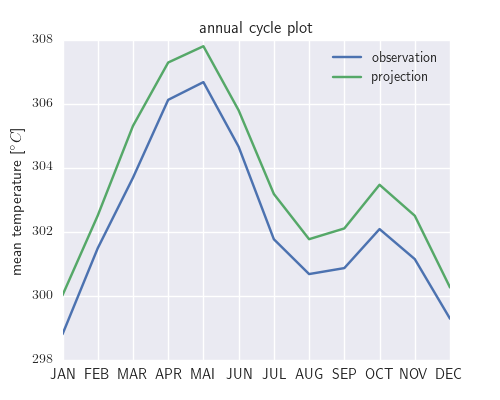 annual cycle plot
observation
projection
mean temperature [°C]
308
306
304
302
300
298
JAN FEB MAR APR MAI JUN JUL AUG SEP OCT NOV DEC